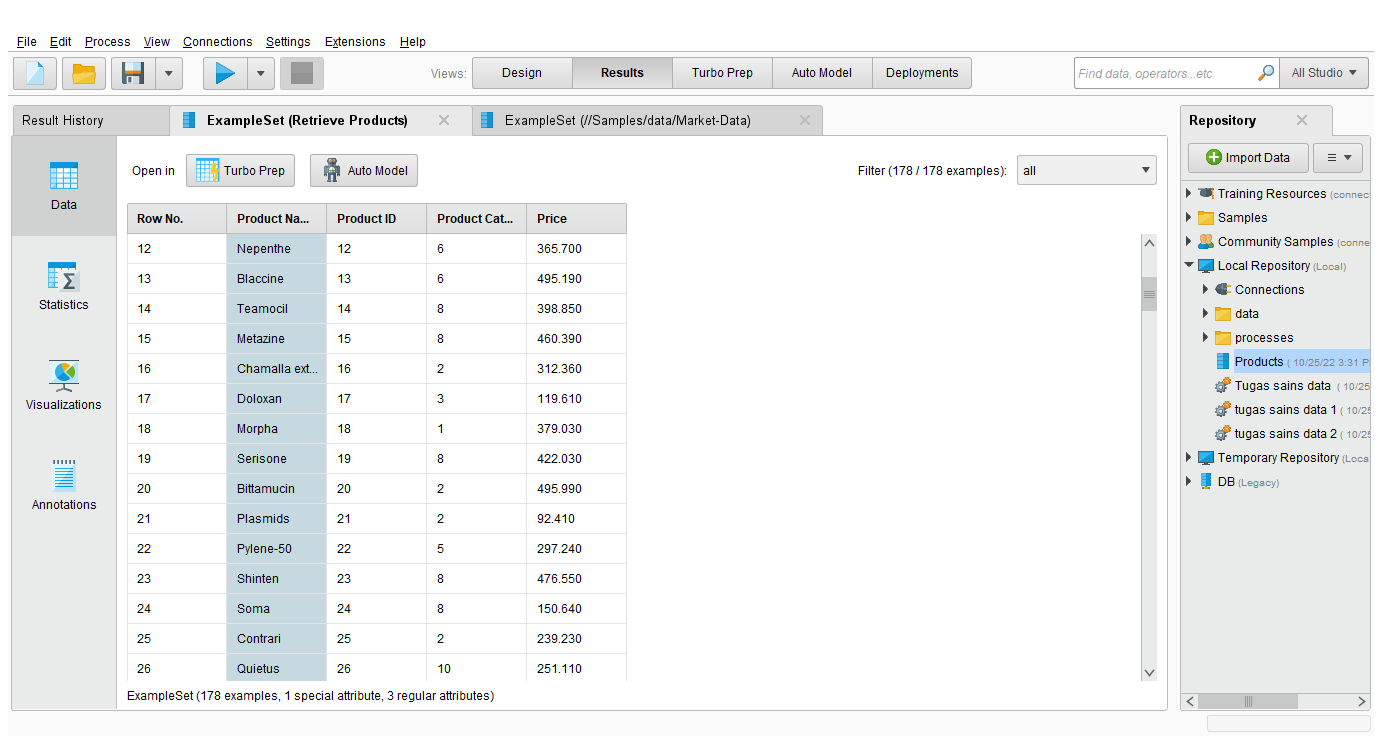 File Edit Process View Connections Settings Extensions Help
Views: Design Results Turbo Prep Auto Model Deployments Find data, operators...etc All Studio
Result History ExampleSet (Retrieve Products) ExampleSet (//Samples/data/Market-Data)
Data
Statistics
Visualizations
Annotations
Open in Turbo Prep Auto Model Filter (178 / 178 examples): all
Row No. Product Na... Product ID Product Cat... Price
12 Nepenthe 12 6 365.700
13 Blaccine 13 6 495.190
14 Teamocil 14 8 398.850
15 Metazine 15 8 460.390
16 Chamalla ext... 16 2 312.360
17 Doloxan 17 3 119.610
18 Morpha 18 1 379.030
19 Serisone 19 8 422.030
20 Bittamucin 20 2 495.990
21 Plasmids 21 2 92.410
22 Pylene-50 22 5 297.240
23 Shinten 23 8 476.550
24 Soma 24 8 150.640
25 Contrari 25 2 239.230
26 Quietus 26 10 251.110
ExampleSet (178 examples, 1 special attribute, 3 regular attributes)
Repository
Import Data
Training Resources (connec
Samples
Community Samples (conne
Local Repository (Local)
Connections
data
processes
Products ( 10/25/22 3:31 P
Tugas sains data ( 10/25
tugas sains data 1 ( 10/25
tugas sains data 2 ( 10/25
Temporary Repository (Loca
DB (Legacy)